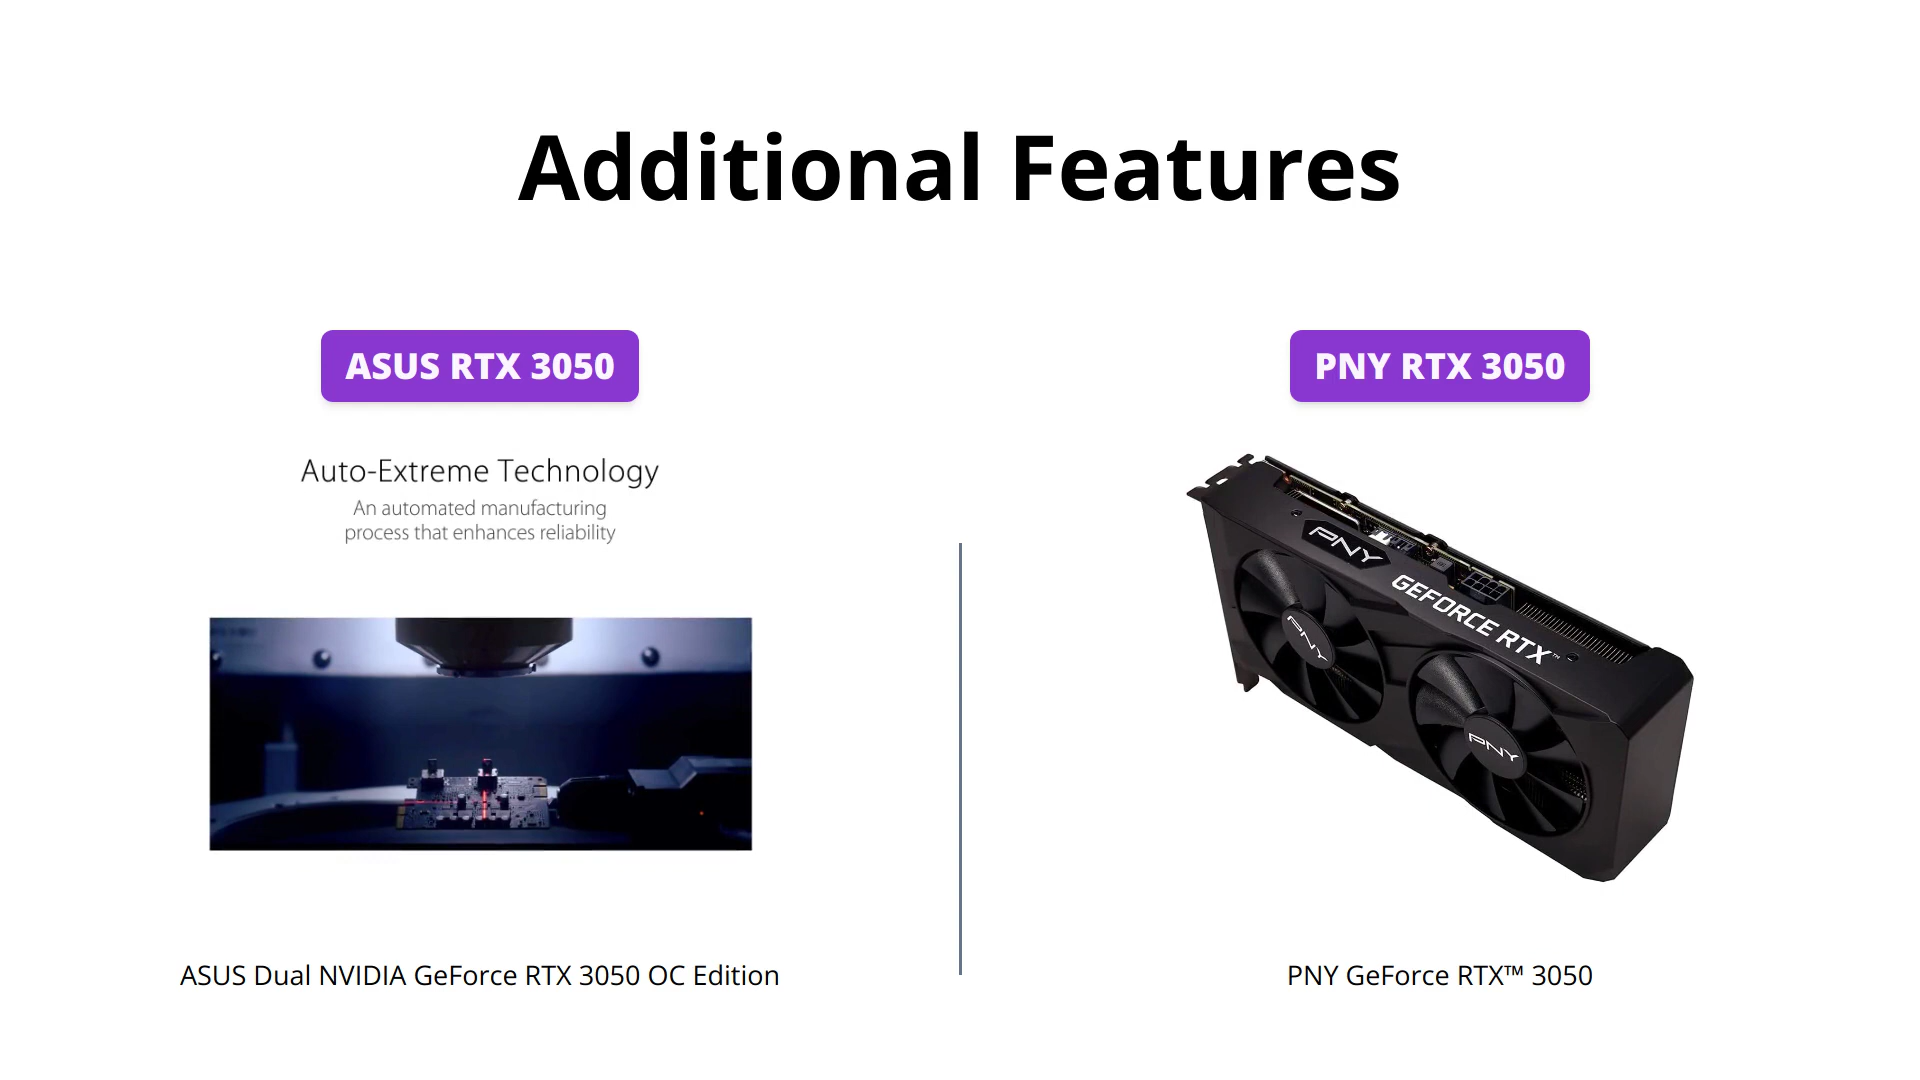 Additional Features
ASUS RTX 3050
Auto-Extreme Technology
An automated manufacturing
process that enhances reliability
ASUS Dual NVIDIA GeForce RTX 3050 OC Edition
PNY RTX 3050
PNY
GEFORCE RTX™
PNY
PNY
PNY GeForce RTX™ 3050